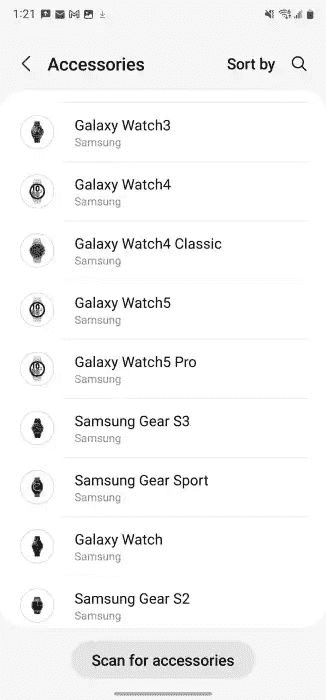 1:21
Accessories
Sort by
Galaxy Watch3
Samsung
Galaxy Watch4
Samsung
Galaxy Watch4 Classic
Samsung
Galaxy Watch5
Samsung
Galaxy Watch5 Pro
Samsung
Samsung Gear S3
Samsung
Samsung Gear Sport
Samsung
Galaxy Watch
Samsung
Samsung Gear S2
Samsung
Scan for accessories